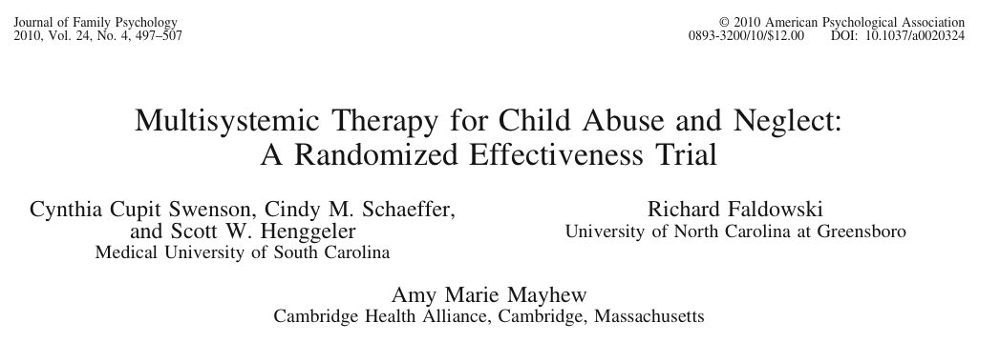 Journal of Family Psychology
2010, Vol. 24, No. 4, 497–507
© 2010 American Psychological Association
0893-3200/10/$12.00 DOI: 10.1037/a0020324
Multisystemic Therapy for Child Abuse and Neglect:
A Randomized Effectiveness Trial
Cynthia Cupit Swenson, Cindy M. Schaeffer,
and Scott W. Henggeler
Medical University of South Carolina
Richard Faldowski
University of North Carolina at Greensboro
Amy Marie Mayhew
Cambridge Health Alliance, Cambridge, Massachusetts